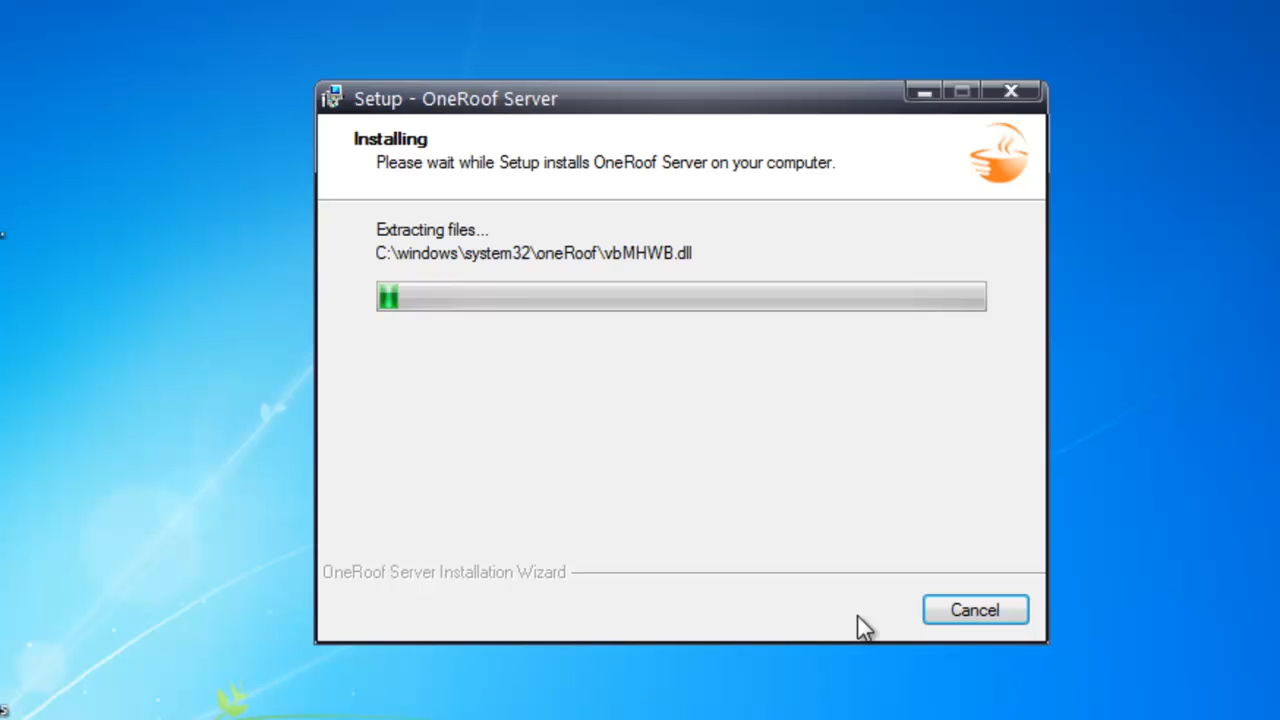 Setup - OneRoof Server
Installing
Please wait while Setup installs OneRoof Server on your computer.
Extracting files...
C:\windows\system32\oneRoof\vbMHWB.dll
OneRoof Server Installation Wizard
Cancel